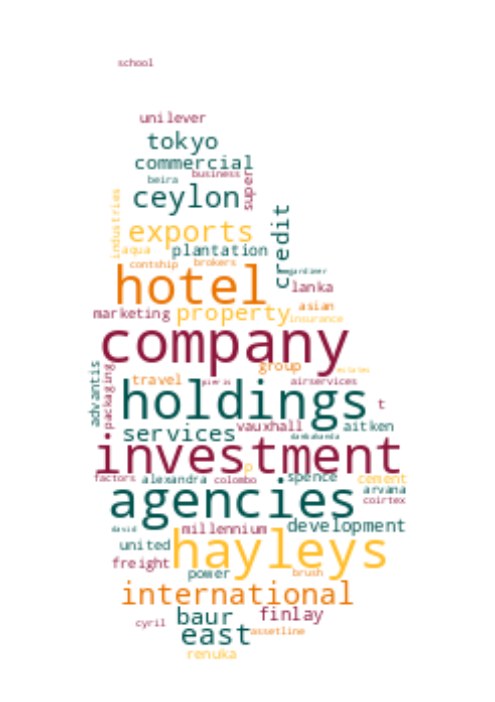 school
unilever
tokyo
commercial
business
beira
super
ceylon
industries
exports
credit
aqua
plantation
contship
brokers
gardiner
hotel
lanka
asian
marketing
property
insurance
company
group
estates
advantis
packaging
travel
pieris
airservices
holdings
t
vauxhall
aitken
services
dambakanda
investment
p
factors
alexandra
colombo
spence
cement
agencies
arvana
coirtex
david
millennium
development
united
hayleys
freight
power
brush
international
baur
finlay
cyril
east
assetline
renuka